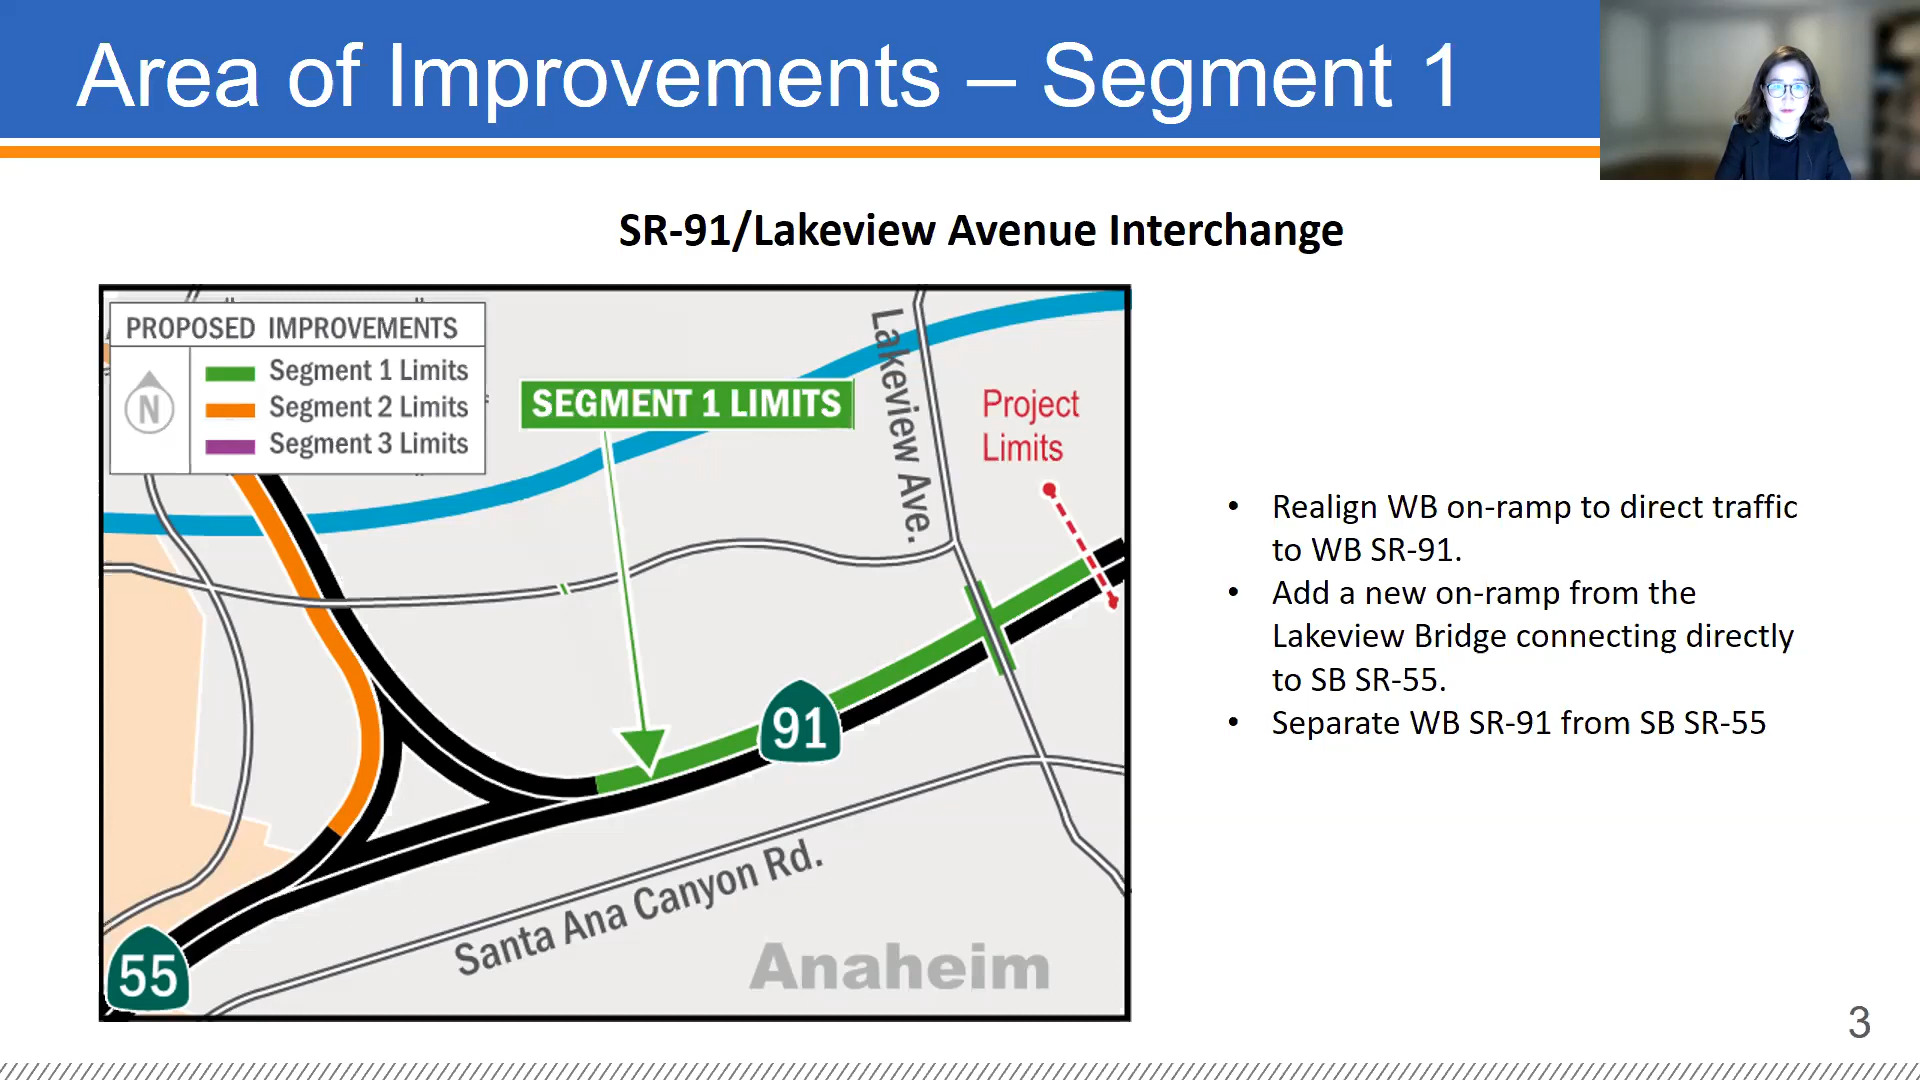 Area of Improvements – Segment 1
SR-91/Lakeview Avenue Interchange
PROPOSED IMPROVEMENTS
N
Segment 1 Limits
Segment 2 Limits
Segment 3 Limits
SEGMENT 1 LIMITS
Lakeview Ave.
Project
Limits
91
Santa Ana Canyon Rd.
Anaheim
55
• Realign WB on-ramp to direct traffic
to WB SR-91.
• Add a new on-ramp from the
Lakeview Bridge connecting directly
to SB SR-55.
• Separate WB SR-91 from SB SR-55
3